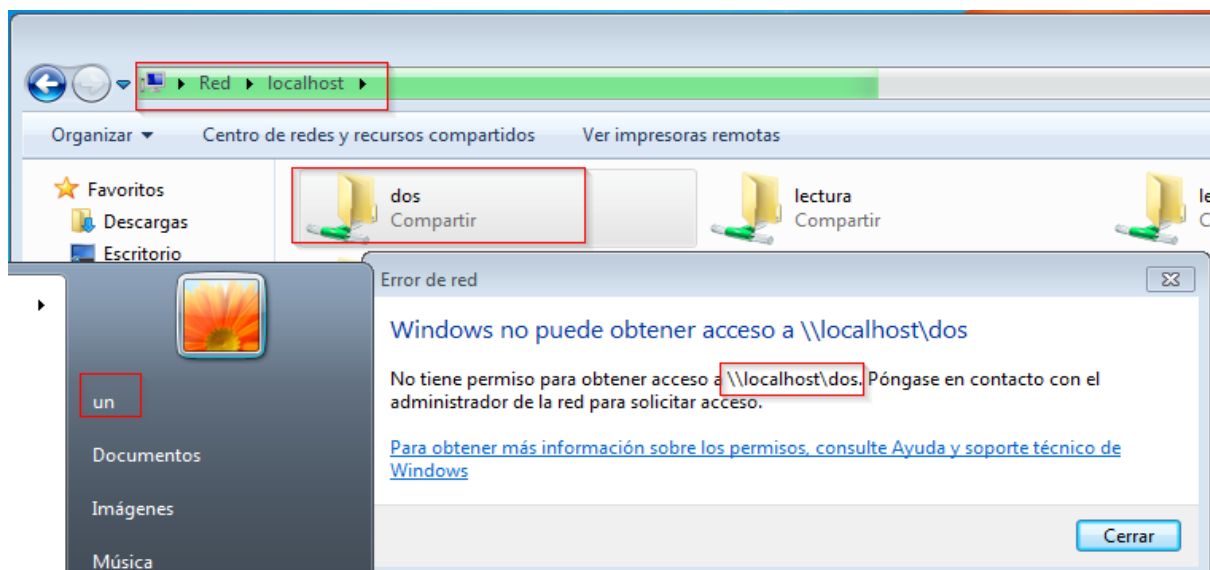 Red localhost
Organizar Centro de redes y recursos compartidos Ver impresoras remotas
Favoritos
Descargas
Escritorio
dos
Compartir
lectura
Compartir
le
C
un
Documentos
Imágenes
Música
Error de red
Windows no puede obtener acceso a \\localhost\dos
No tiene permiso para obtener acceso a \\localhost\dos. Póngase en contacto con el
administrador de la red para solicitar acceso.
Para obtener más información sobre los permisos, consulte Ayuda y soporte técnico de
Windows
Cerrar